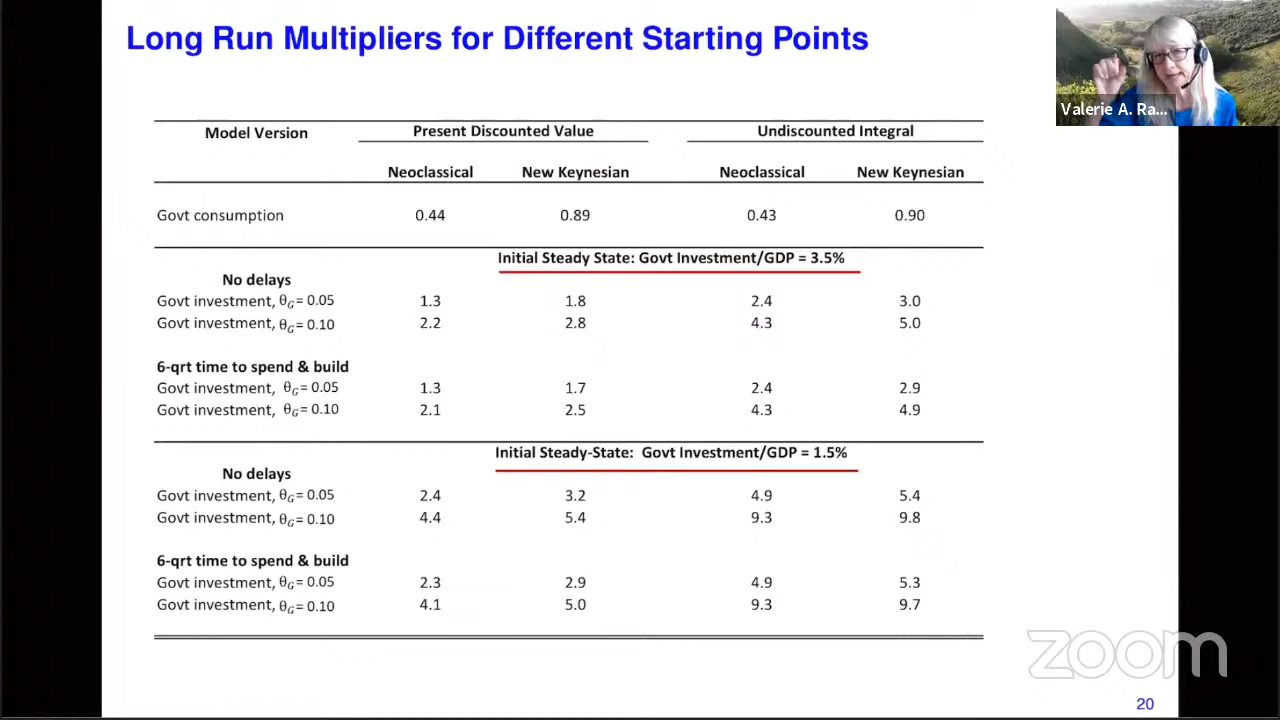 Long Run Multipliers for Different Starting Points
Valerie A. Ra...
Model Version Present Discounted Value Undiscounted Integral
Neoclassical New Keynesian Neoclassical New Keynesian
Govt consumption 0.44 0.89 0.43 0.90
Initial Steady State: Govt Investment/GDP = 3.5%
No delays
Govt investment, θG = 0.05 1.3 1.8 2.4 3.0
Govt investment, θG = 0.10 2.2 2.8 4.3 5.0
6-qrt time to spend & build
Govt investment, θG = 0.05 1.3 1.7 2.4 2.9
Govt investment, θG = 0.10 2.1 2.5 4.3 4.9
Initial Steady-State: Govt Investment/GDP = 1.5%
No delays
Govt investment, θG = 0.05 2.4 3.2 4.9 5.4
Govt investment, θG = 0.10 4.4 5.4 9.3 9.8
6-qrt time to spend & build
Govt investment, θG = 0.05 2.3 2.9 4.9 5.3
Govt investment, θG = 0.10 4.1 5.0 9.3 9.7
zoom
20